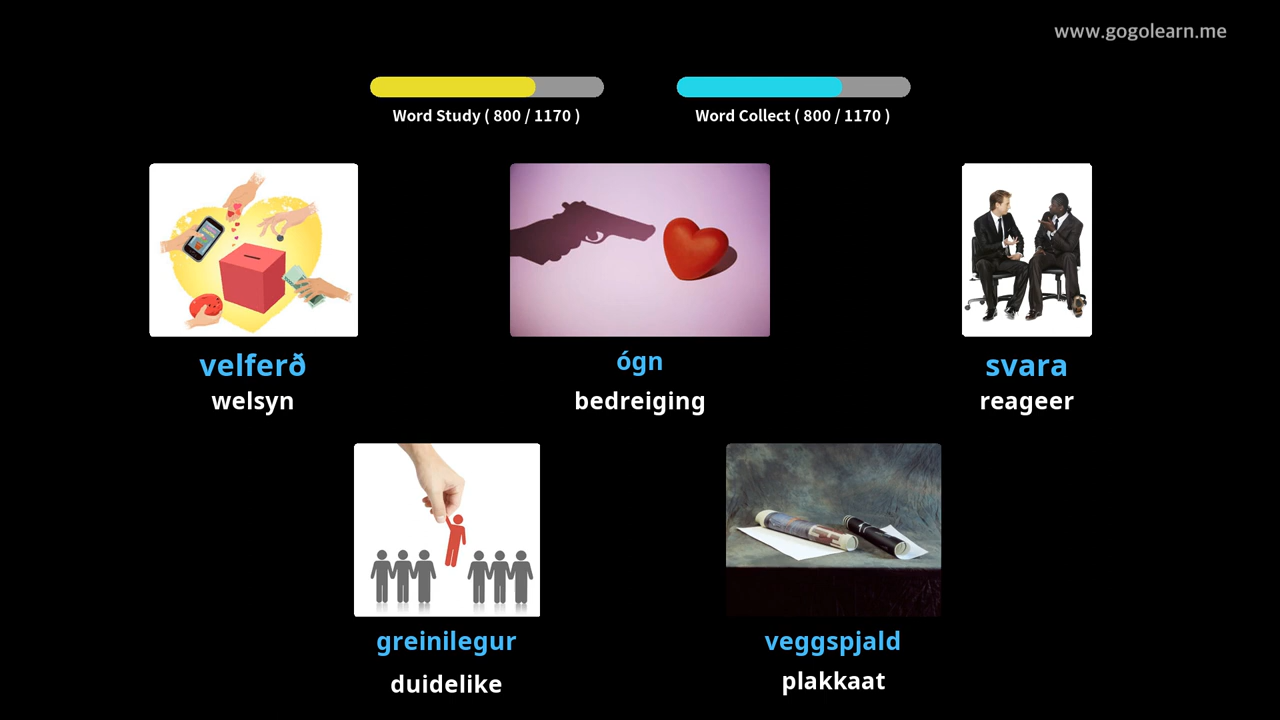 www.gogolearn.me
Word Study ( 800 / 1170 )
Word Collect ( 800 / 1170 )
velferð
welsyn
ógn
bedreiging
svara
reageer
greinilegur
duidelike
veggspjald
plakkaat